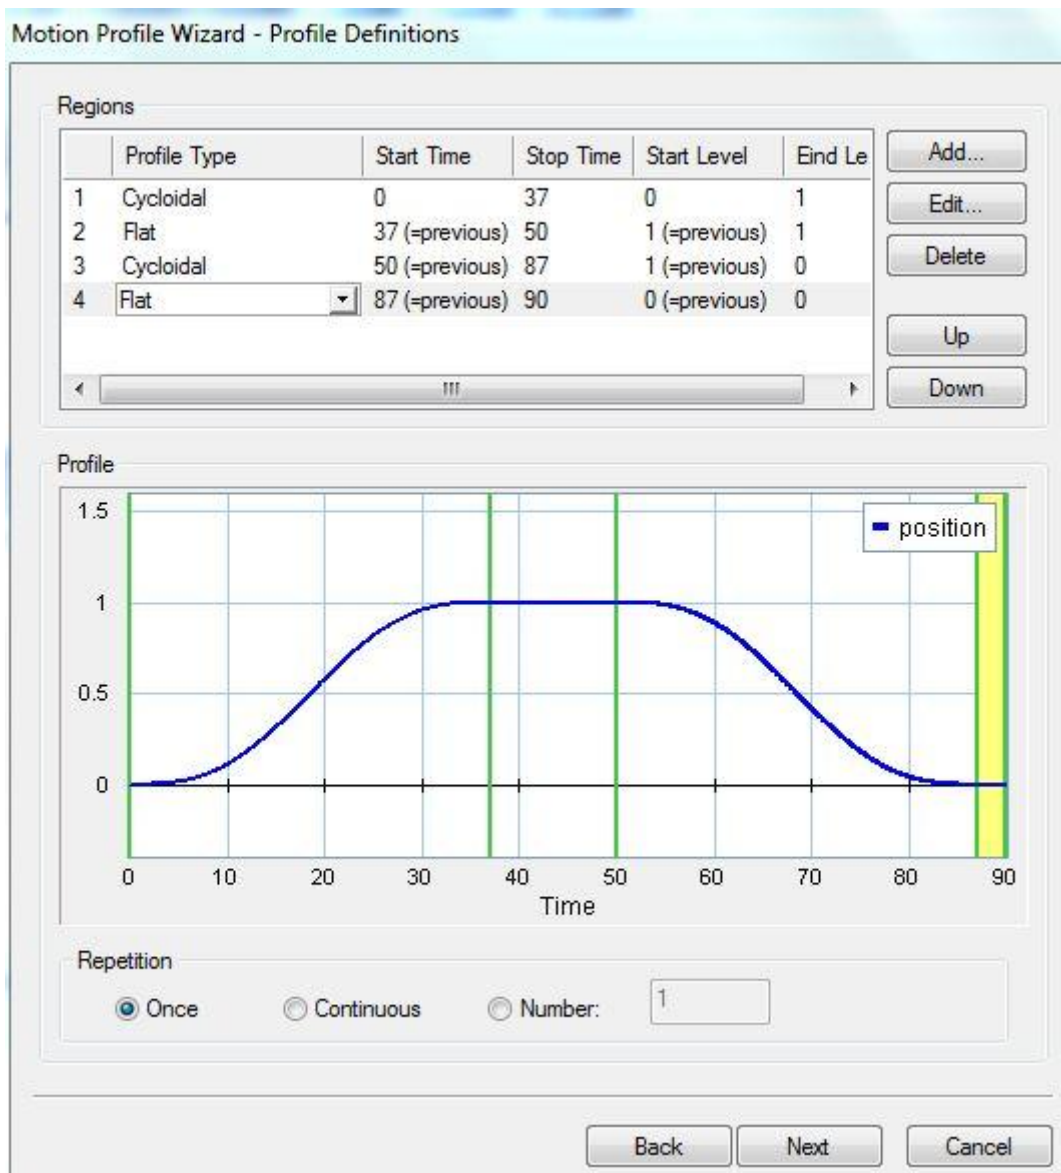 Motion Profile Wizard - Profile Definitions
Regions
Profile Type Start Time Stop Time Start Level Eind Le
1 Cycloidal 0 37 0 1
2 Flat 37 (=previous) 50 1 (=previous) 1
3 Cycloidal 50 (=previous) 87 1 (=previous) 0
4 Flat 87 (=previous) 90 0 (=previous) 0
Add...
Edit...
Delete
Up
Down
Profile
position
1.5
1
0.5
0
0 10 20 30 40 50 60 70 80 90
Time
Repetition
Once Continuous Number: 1
Back Next Cancel